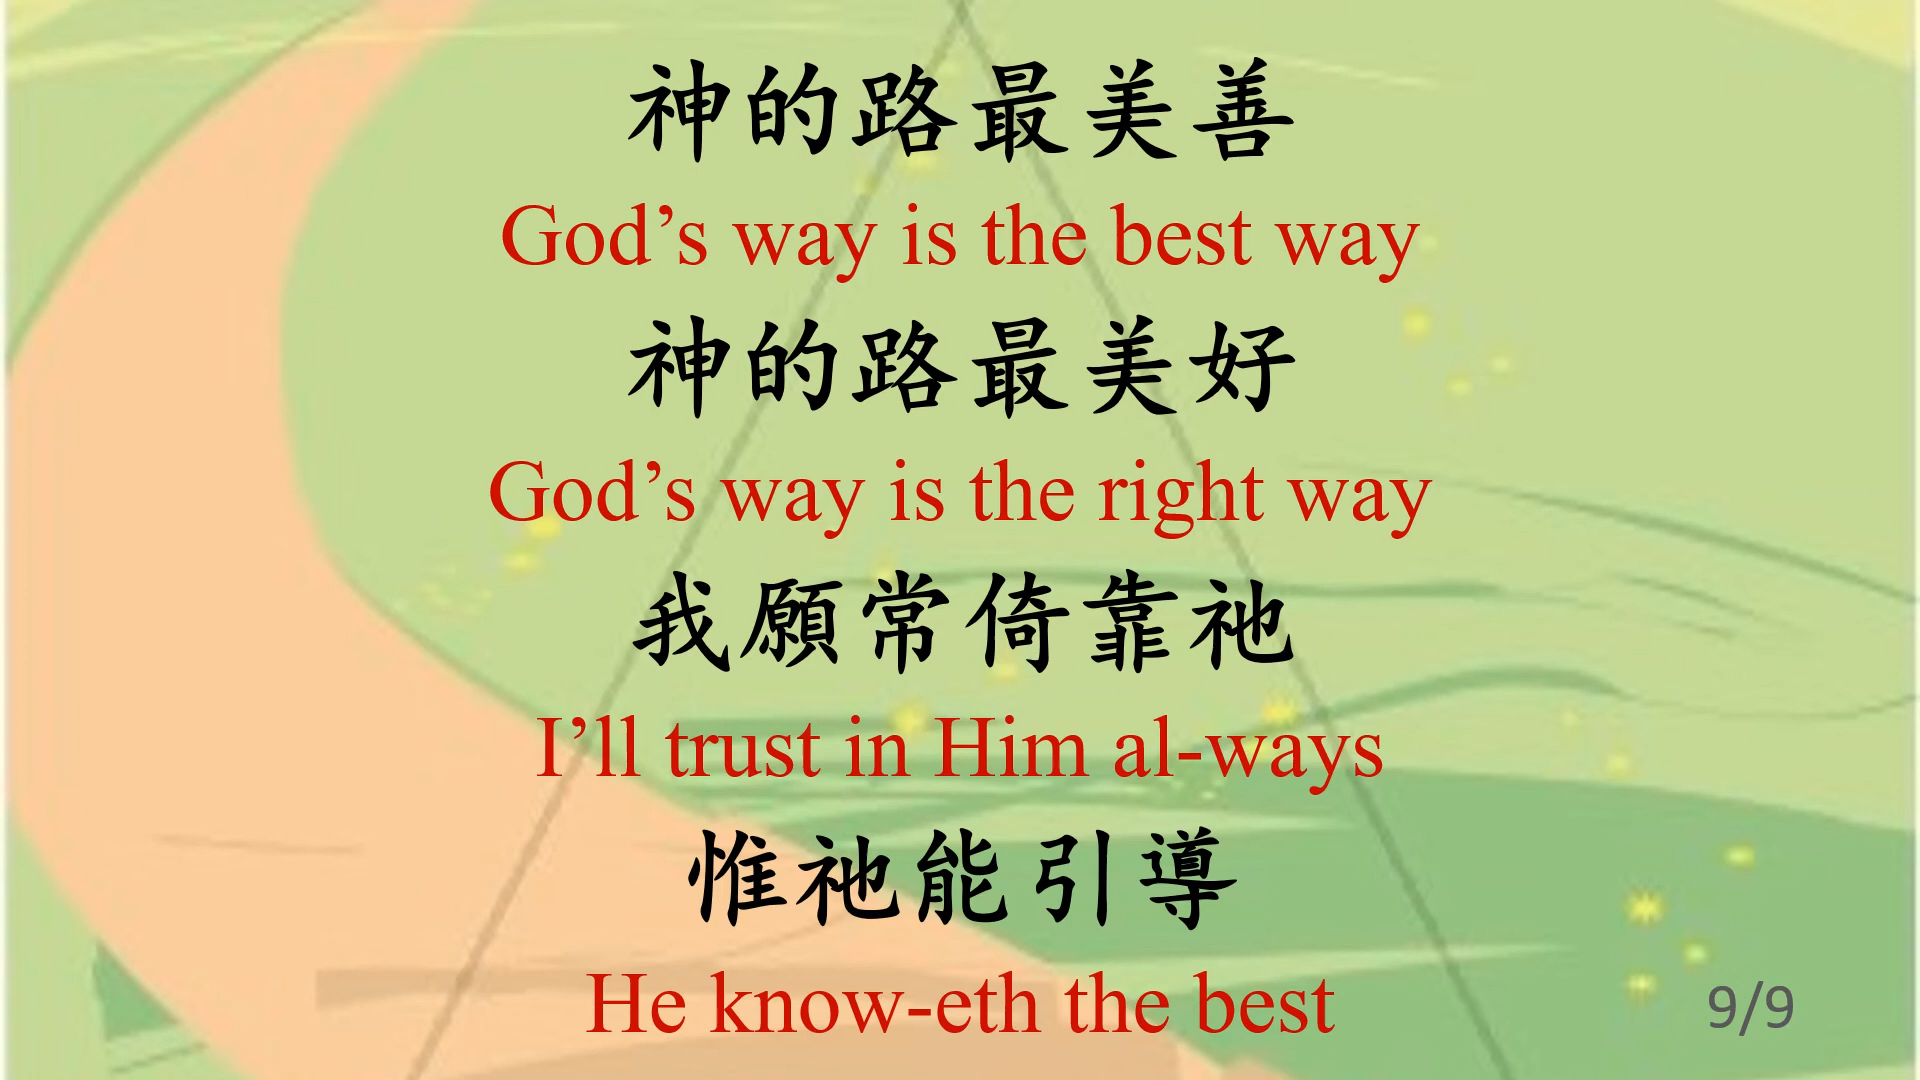 神的路最美善
God’s way is the best way
神的路最美好
God’s way is the right way
我願常倚靠祂
I’ll trust in Him al-ways
惟祂能引導
He know-eth the best
9/9